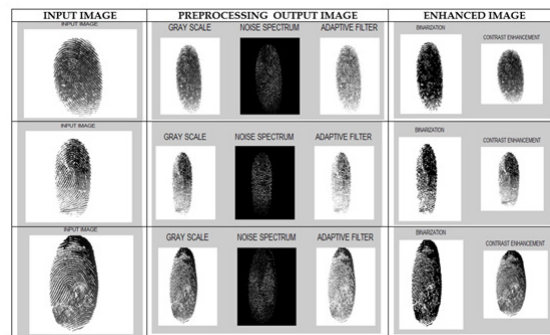 INPUT IMAGE PREPROCESSING OUTPUT IMAGE ENHANCED IMAGE
INPUT IMAGE
GRAY SCALE NOISE SPECTRUM ADAPTIVE FILTER
BINARIZATION
CONTRAST ENHANCEMENT
INPUT IMAGE
GRAY SCALE NOISE SPECTRUM ADAPTIVE FILTER
BINARIZATION
CONTRAST ENHANCEMENT
INPUT IMAGE
GRAY SCALE NOISE SPECTRUM ADAPTIVE FILTER
BINARIZATION
CONTRAST ENHANCEMENT